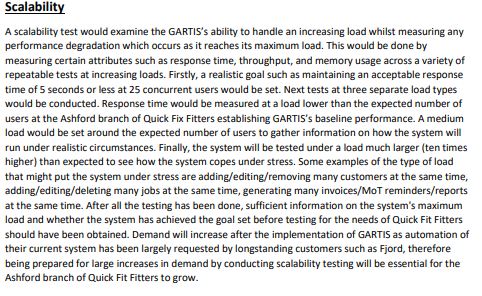 Scalability
A scalability test would examine the GARTIS's ability to handle an increasing load whilst measuring any
performance degradation which occurs as it reaches its maximum load. This would be done by
measuring certain attributes such as response time, throughput, and memory usage across a variety of
repeatable tests at increasing loads. Firstly, a realistic goal such as maintaining an acceptable response
time of 5 seconds or less at 25 concurrent users would be set. Next tests at three separate load types
would be conducted. Response time would be measured at a load lower than the expected number of
users at the Ashford branch of Quick Fix Fitters establishing GARTIS's baseline performance. A medium
load would be set around the expected number of users to gather information on how the system will
run under realistic circumstances. Finally, the system will be tested under a load much larger (ten times
higher) than expected to see how the system copes under stress. Some examples of the type of load
that might put the system under stress are adding/editing/removing many customers at the same time,
adding/editing/deleting many jobs at the same time, generating many invoices/MoT reminders/reports
at the same time. After all the testing has been done, sufficient information on the system's maximum
load and whether the system has achieved the goal set before testing for the needs of Quick Fit Fitters
should have been obtained. Demand will increase after the implementation of GARTIS as automation of
their current system has been largely requested by longstanding customers such as Fjord, therefore
being prepared for large increases in demand by conducting scalability testing will be essential for the
Ashford branch of Quick Fit Fitters to grow.